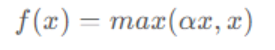 f(x) = max(αx, x)